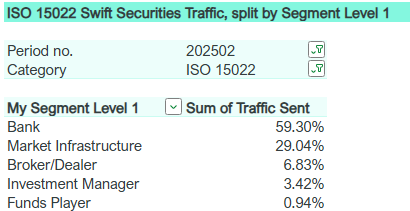 ISO 15022 Swift Securities Traffic, split by Segment Level 1
Period no. 202502
Category ISO 15022
My Segment Level 1 Sum of Traffic Sent
Bank 59.30%
Market Infrastructure 29.04%
Broker/Dealer 6.83%
Investment Manager 3.42%
Funds Player 0.94%